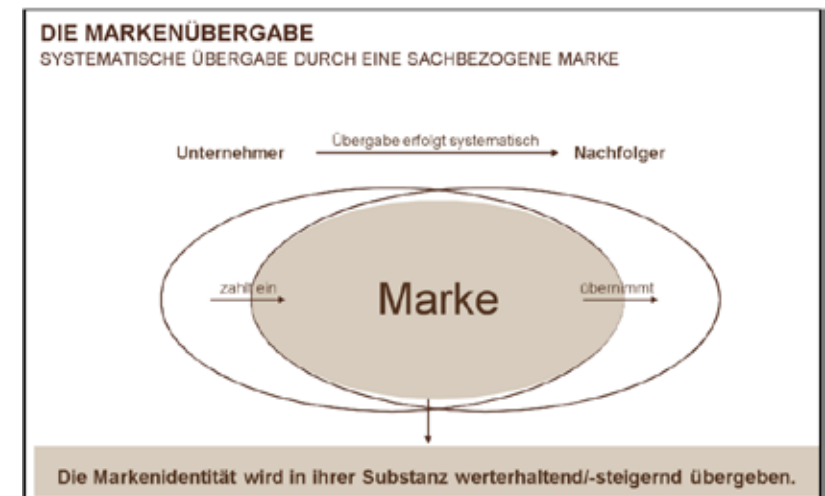 DIE MARKENÜBERGABE
SYSTEMATISCHE ÜBERGABE DURCH EINE SACHBEZOGENE MARKE
Übergabe erfolgt systematisch
Unternehmer
Nachfolger
zahlt ein
Marke
übernimmt
Die Markenidentität wird in ihrer Substanz werterhaltend/-steigernd übergeben.